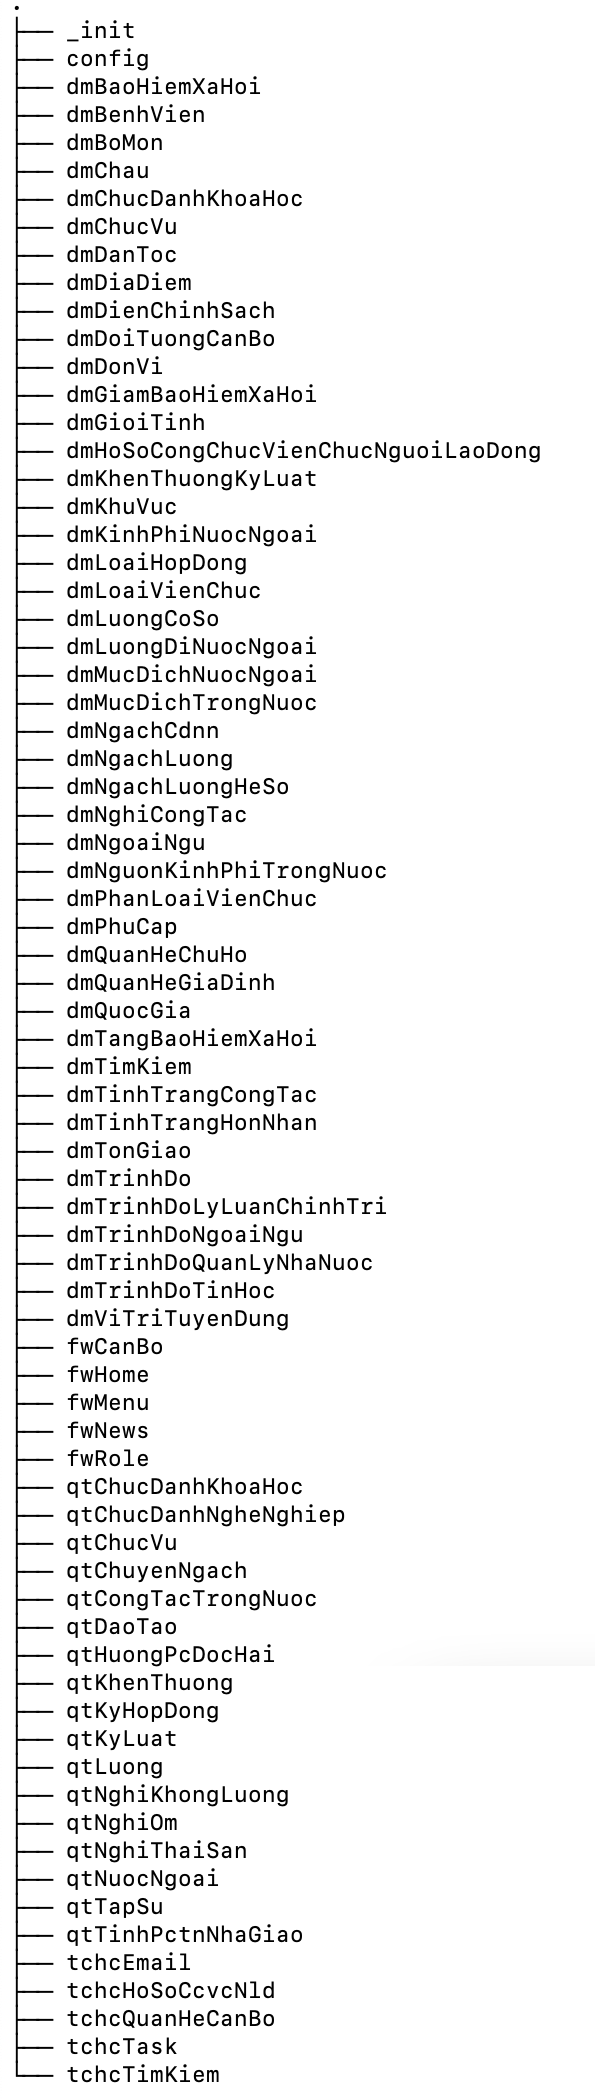 .
├── _init
├── config
├── dmBaoHiemXaHoi
├── dmBenhVien
├── dmBoMon
├── dmChau
├── dmChucDanhKhoaHoc
├── dmChucVu
├── dmDanToc
├── dmDiaDiem
├── dmDienChinhSach
├── dmDoiTuongCanBo
├── dmDonVi
├── dmGiamBaoHiemXaHoi
├── dmGioiTinh
├── dmHoSoCongChucVienChucNguoiLaoDong
├── dmKhenThuongKyLuat
├── dmKhuVuc
├── dmKinhPhiNuocNgoai
├── dmLoaiHopDong
├── dmLoaiVienChuc
├── dmLuongCoSo
├── dmLuongDiNuocNgoai
├── dmMucDichNuocNgoai
├── dmMucDichTrongNuoc
├── dmNgachCdnn
├── dmNgachLuong
├── dmNgachLuongHeSo
├── dmNghiCongTac
├── dmNgoaiNgu
├── dmNguonKinhPhiTrongNuoc
├── dmPhanLoaiVienChuc
├── dmPhuCap
├── dmQuanHeChuHo
├── dmQuanHeGiaDinh
├── dmQuocGia
├── dmTangBaoHiemXaHoi
├── dmTimKiem
├── dmTinhTrangCongTac
├── dmTinhTrangHonNhan
├── dmTonGiao
├── dmTrinhDo
├── dmTrinhDoLyLuanChinhTri
├── dmTrinhDoNgoaiNgu
├── dmTrinhDoQuanLyNhaNuoc
├── dmTrinhDoTinHoc
├── dmViTriTuyenDung
├── fwCanBo
├── fwHome
├── fwMenu
├── fwNews
├── fwRole
├── qtChucDanhKhoaHoc
├── qtChucDanhNgheNghiep
├── qtChucVu
├── qtChuyenNgach
├── qtCongTacTrongNuoc
├── qtDaoTao
├── qtHuongPcDocHai
├── qtKhenThuong
├── qtKyHopDong
├── qtKyLuat
├── qtLuong
├── qtNghiKhongLuong
├── qtNghiOm
├── qtNghiThaiSan
├── qtNuocNgoai
├── qtTapSu
├── qtTinhPctnNhaGiao
├── tchcEmail
├── tchcHoSoCcvcNld
├── tchcQuanHeCanBo
├── tchcTask
└── tchcTimKiem